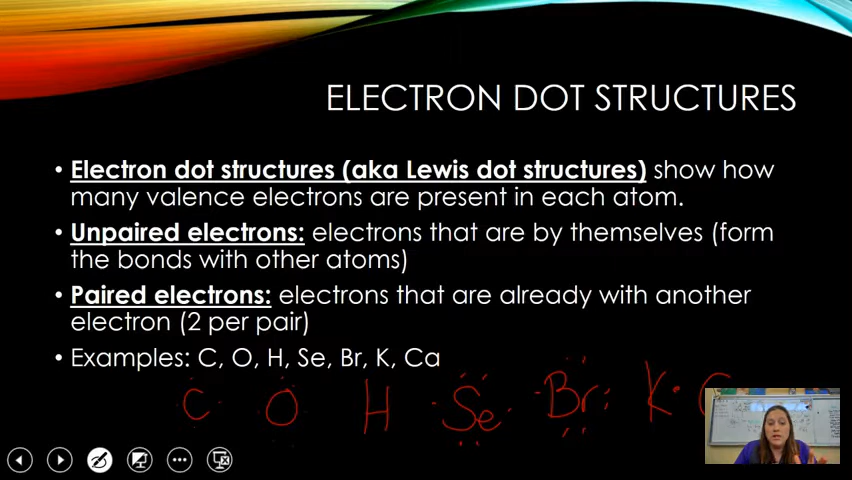 ELECTRON DOT STRUCTURES
• Electron dot structures (aka Lewis dot structures) show how
many valence electrons are present in each atom.
• Unpaired electrons: electrons that are by themselves (form
the bonds with other atoms)
• Paired electrons: electrons that are already with another
electron (2 per pair)
• Examples: C, O, H, Se, Br, K, Ca
C O H Se Br K